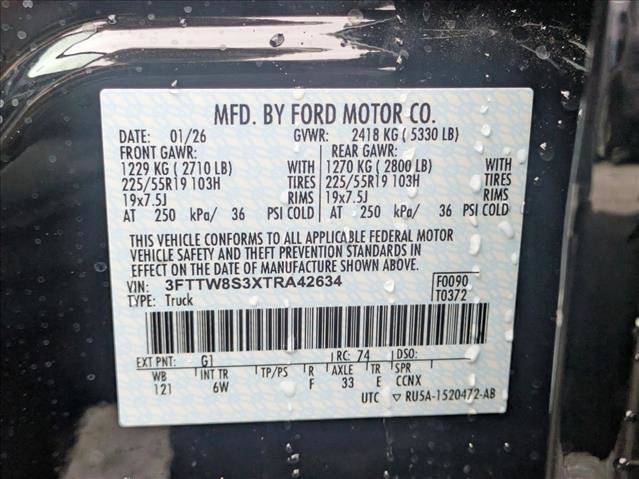 MFD. BY FORD MOTOR CO.
DATE: 01/26 GVWR: 2418 KG ( 5330 LB)
FRONT GAWR: REAR GAWR:
1229 KG ( 2710 LB) WITH 1270 KG ( 2800 LB) WITH
225/55R19 103H TIRES 225/55R19 103H TIRES
19x7.5J RIMS 19x7.5J RIMS
AT 250 kPa/ 36 PSI COLD AT 250 kPa/ 36 PSI COLD
THIS VEHICLE CONFORMS TO ALL APPLICABLE FEDERAL MOTOR
VEHICLE SAFETY AND THEFT PREVENTION STANDARDS IN
EFFECT ON THE DATE OF MANUFACTURE SHOWN ABOVE.
VIN: 3FTTW8S3XTRA42634 F0090
TYPE: Truck T0372
EXT PNT: G1 RC: 74 DSO:
WB INT TR TP/PS R AXLE TR SPR
121 6W F 33 E CCNX
UTC ▽ RU5A-1520472-AB